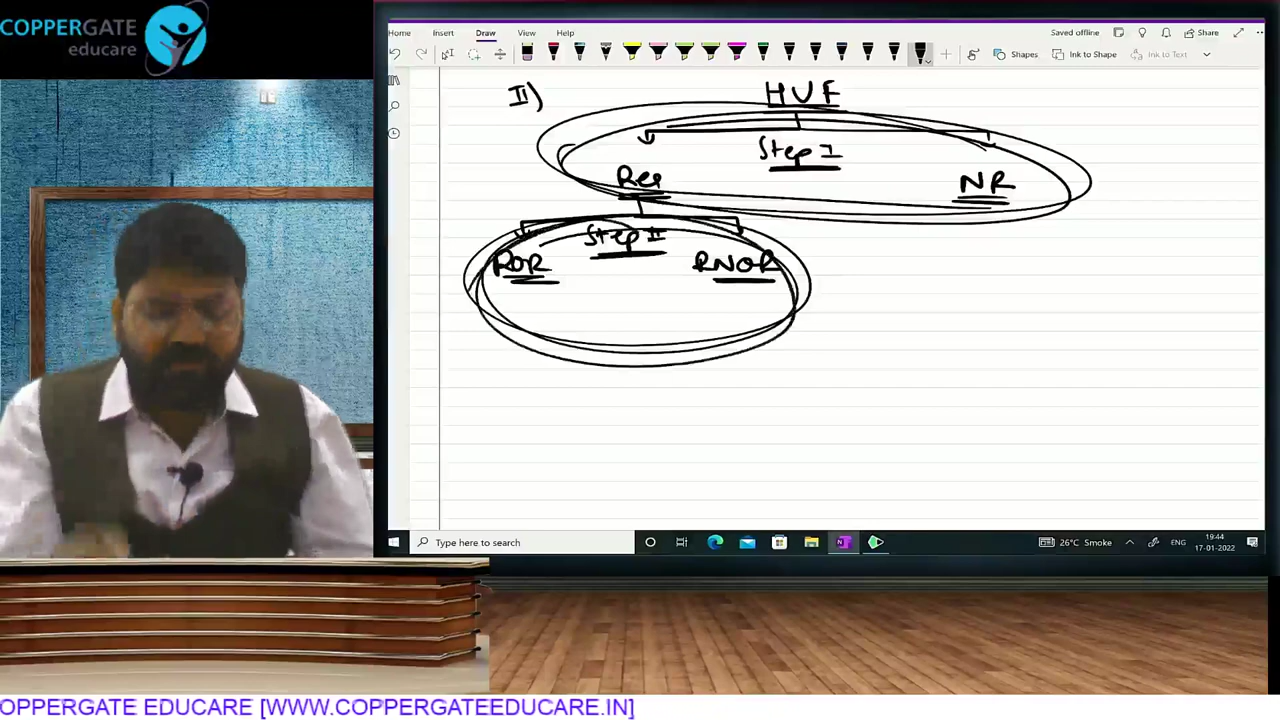 COPPERGATE
educare
Home Insert Draw View Help
Saved offline
Share
Shapes
Ink to Shape
Ink to Text
II) HUF
Step I
Res NR
Step II
ROR RNOR
Type here to search
26°C Smoke
ENG
19:44
17-01-2022
OPPERGATE EDUCARE [WWW.COPPERGATEEDUCARE.IN]